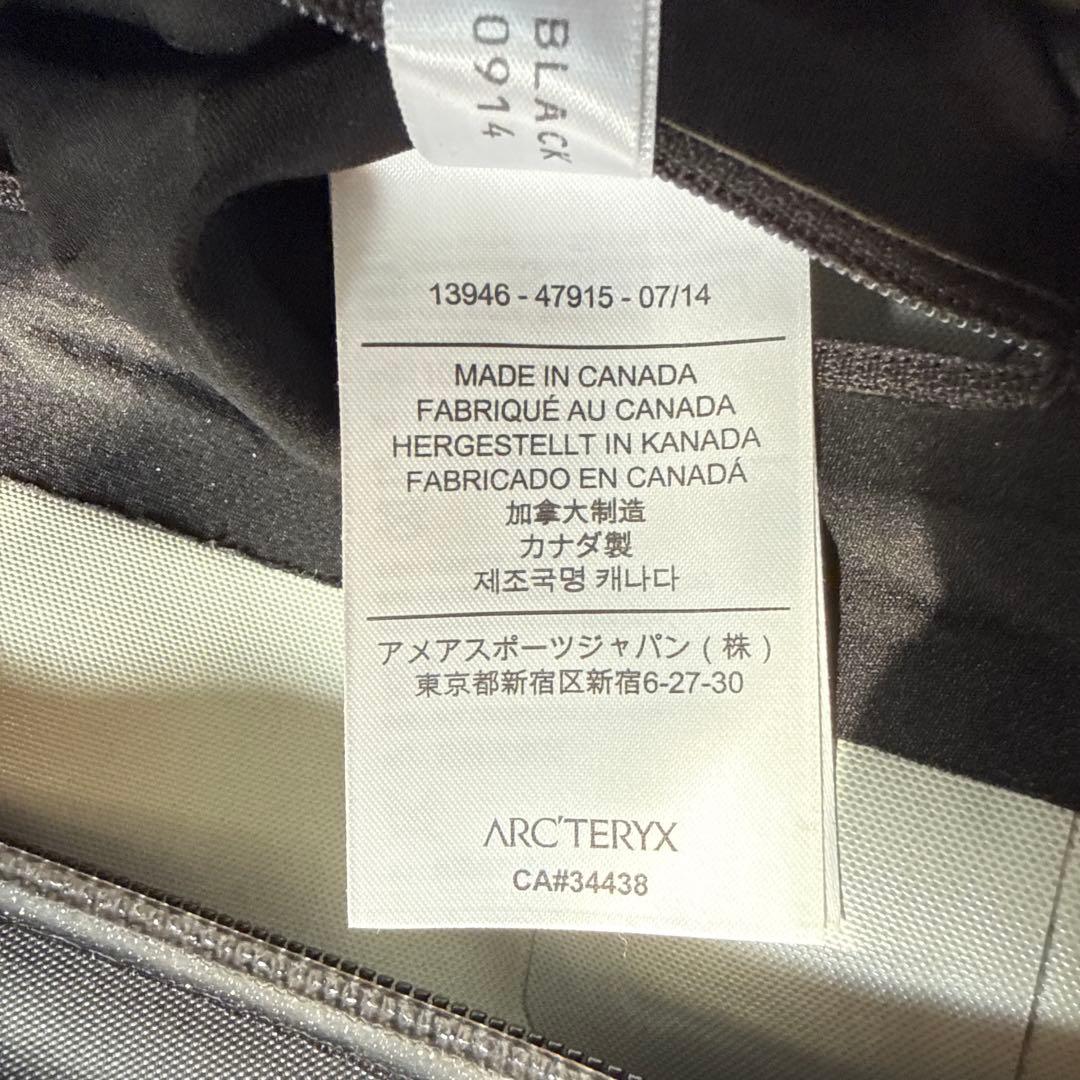 BLACK
0914
13946 - 47915 - 07/14
MADE IN CANADA
FABRIQUÉ AU CANADA
HERGESTELLT IN KANADA
FABRICADO EN CANADÁ
加拿大制造
カナダ製
제조국명 캐나다
アメアスポーツジャパン ( 株 )
東京都新宿区新宿6-27-30
ARC'TERYX
CA#34438